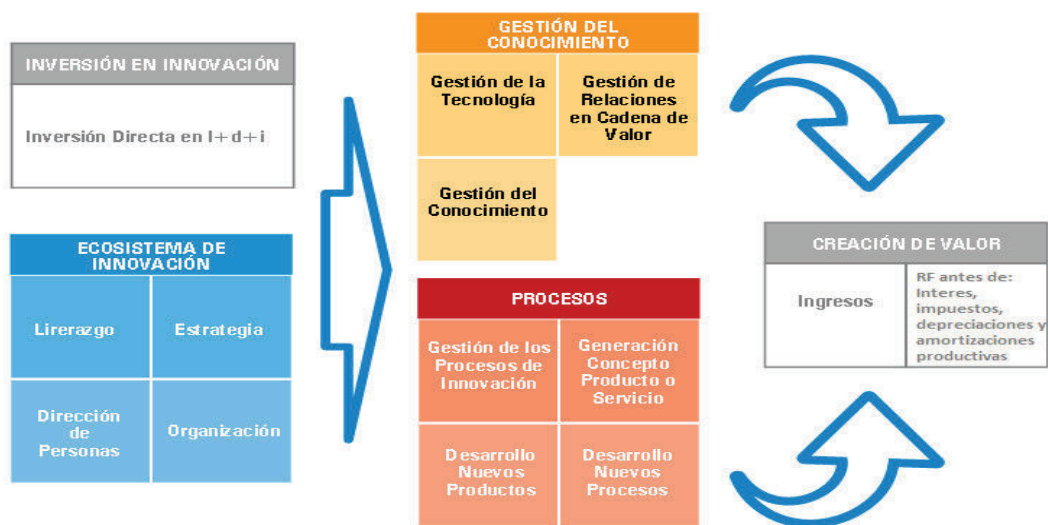 INVERSIÓN EN INNOVACIÓN
Inversión Directa en I+d+i
ECOSISTEMA DE
INNOVACIÓN
Lirerazgo
Estrategia
Dirección
de
Personas
Organización
GESTIÓN DEL
CONOCIMIENTO
Gestión de la
Tecnología
Gestión de
Relaciones
en Cadena de
Valor
Gestión del
Conocimiento
PROCESOS
Gestión de los
Procesos de
Innovación
Generación
Concepto
Producto o
Servicio
Desarrollo
Nuevos
Productos
Desarrollo
Nuevos
Procesos
CREACIÓN DE VALOR
Ingresos
RF antes de:
Interes,
impuestos,
depreciaciones y
amortizaciones
productivas